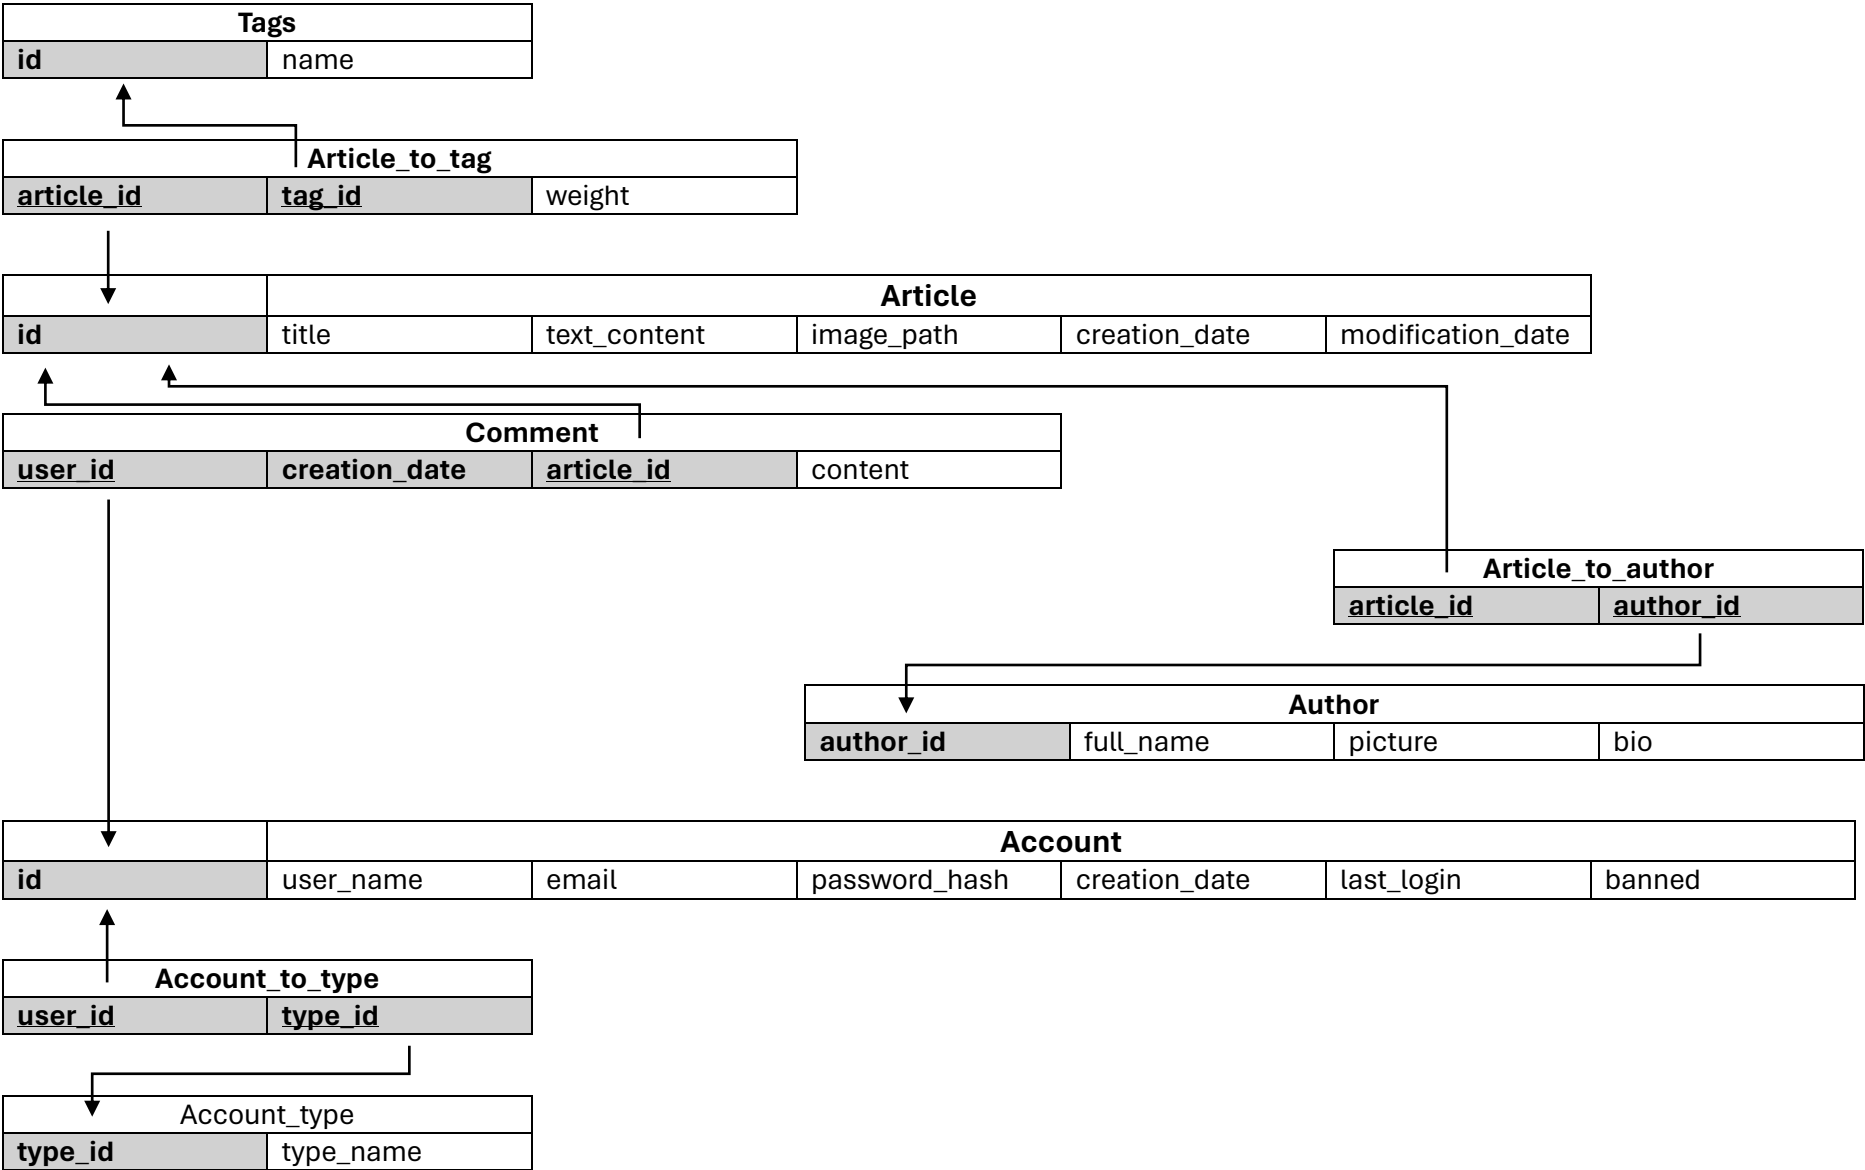 Tags
id name
Article_to_tag
article_id tag_id weight
Article
id title text_content image_path creation_date modification_date
Comment
user_id creation_date article_id content
Article_to_author
article_id author_id
Author
author_id full_name picture bio
Account
id user_name email password_hash creation_date last_login banned
Account_to_type
user_id type_id
Account_type
type_id type_name